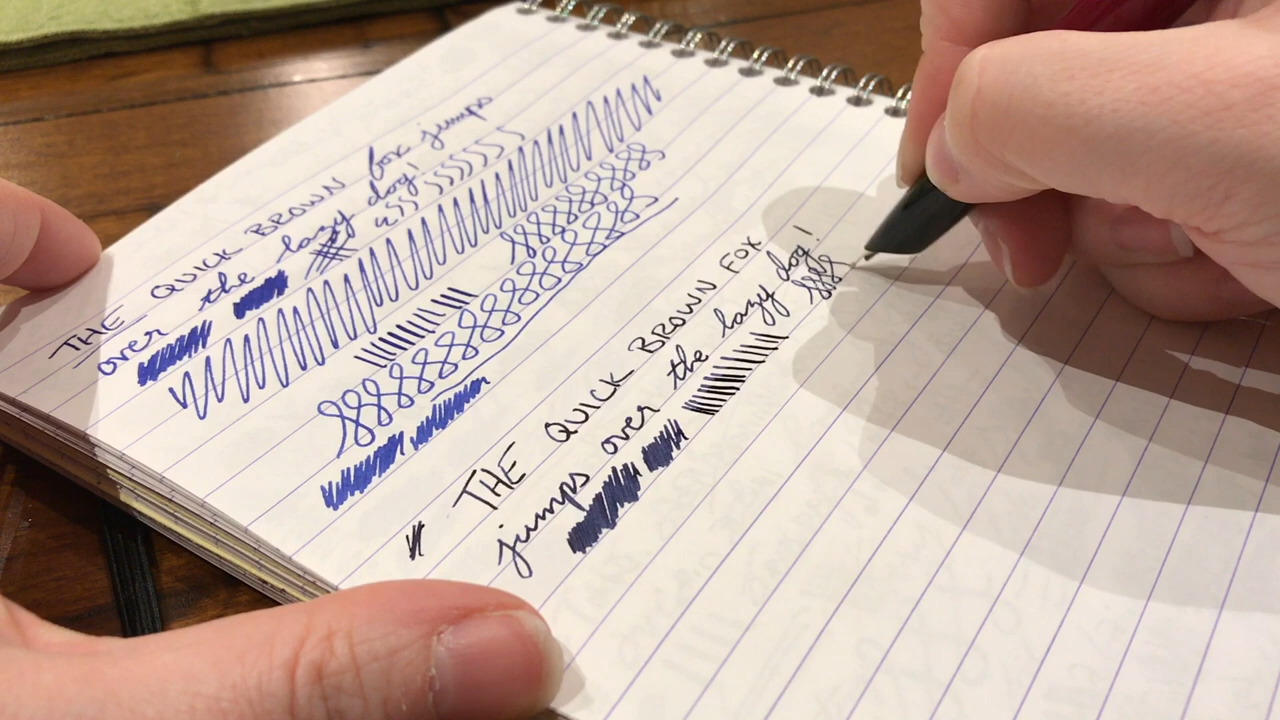 THE QUICK BROWN fox jumps
over the lazy dog!
THE QUICK BROWN FOX
jumps over the lazy dog!